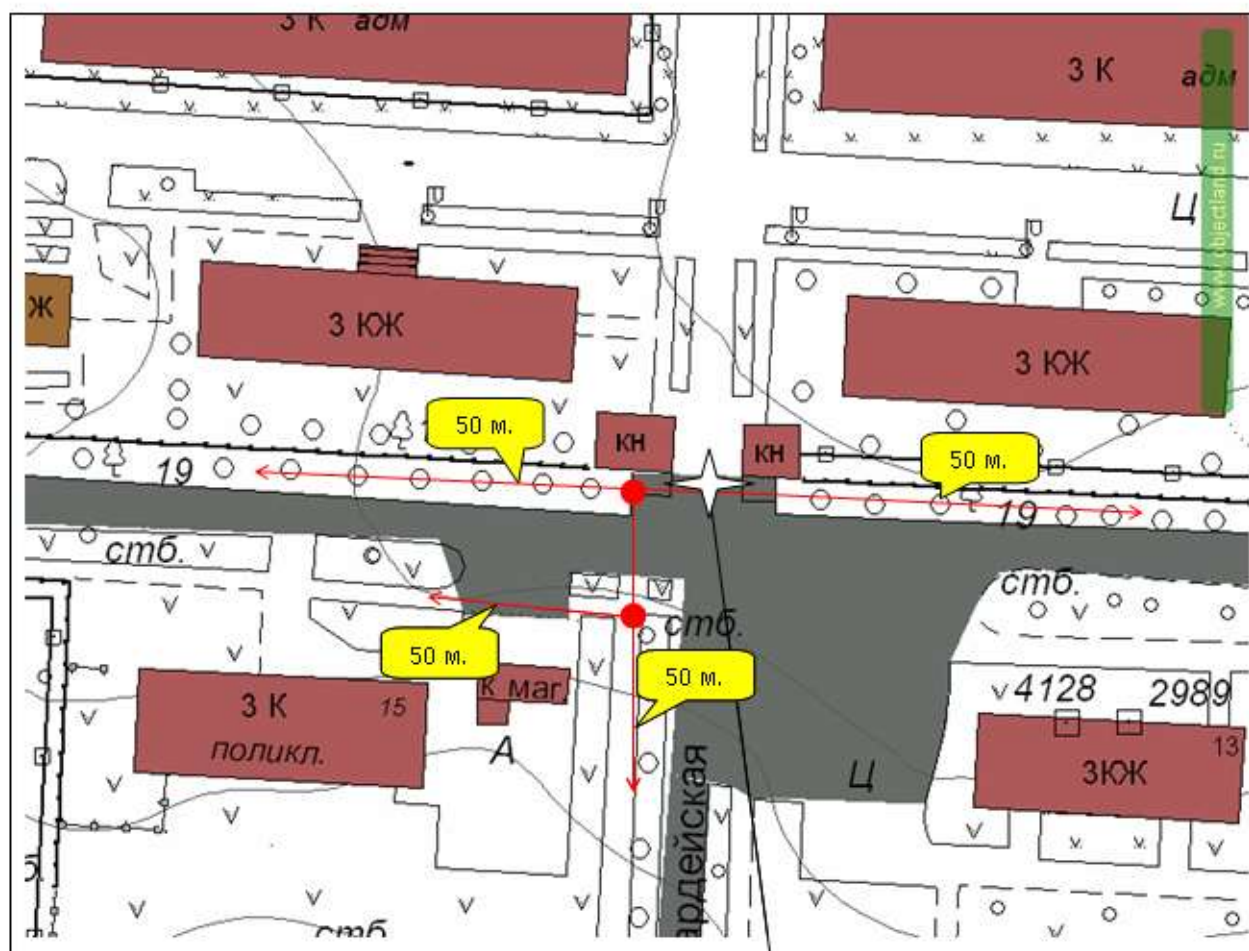 3 К адм
3 К адм
www.objectland.ru
Ц
Ж
3 КЖ
3 КЖ
50 м.
кн
кн
50 м.
19
19
стб.
стб.
стб.
50 м.
50 м.
к маг.
4128
2989
3 К
15
поликл.
А
13
3КЖ
Ц
ардейская
стб.